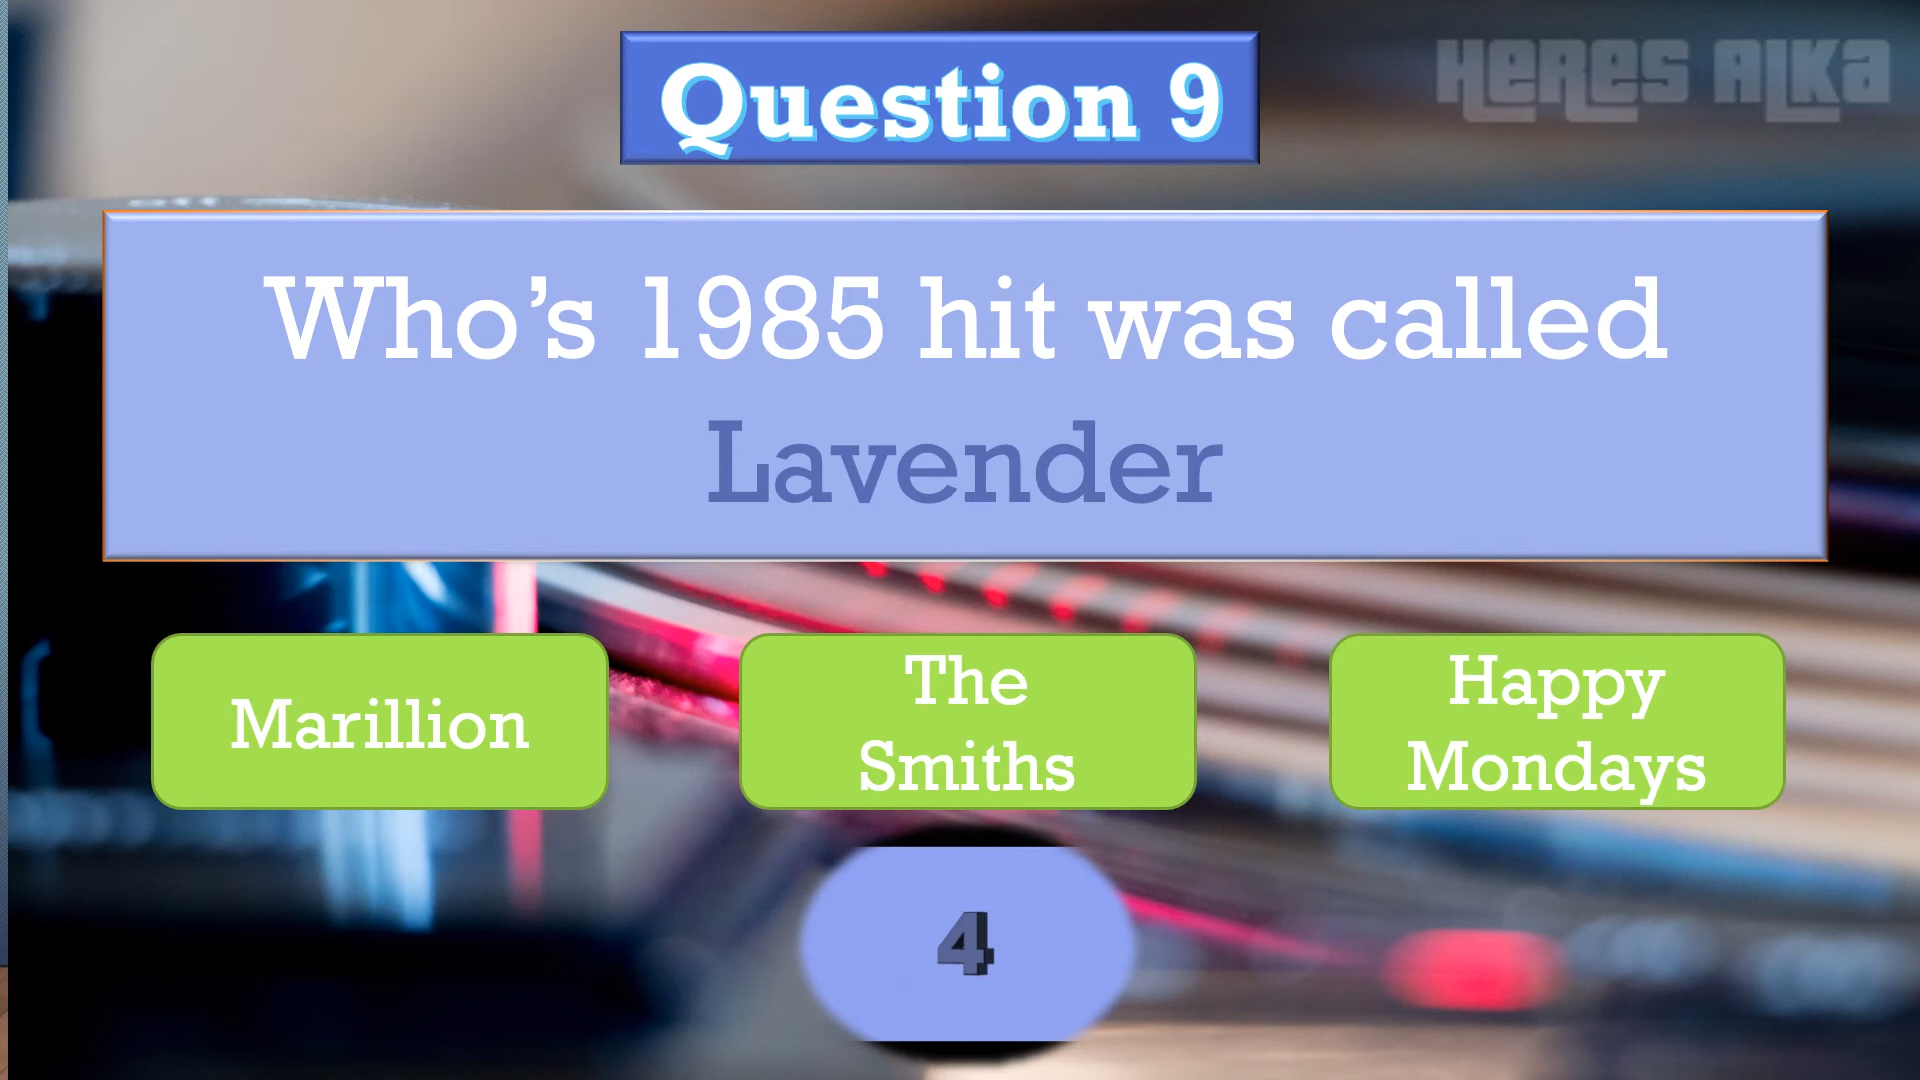 Question 9
HERES ALKA
Who's 1985 hit was called
Lavender
Marillion
The
Smiths
Happy
Mondays
4